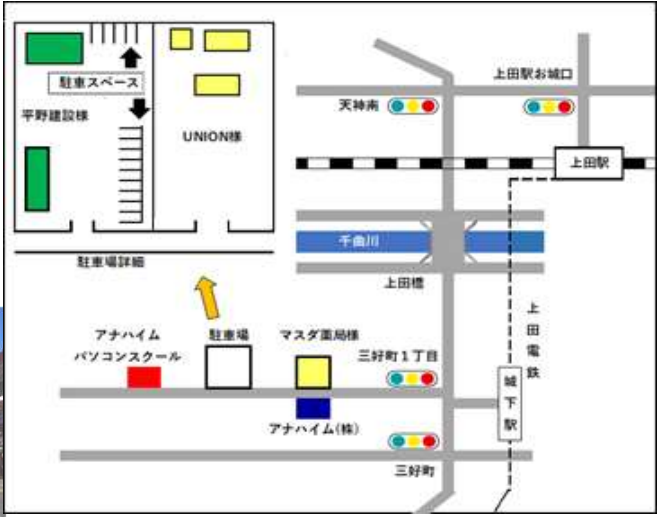 駐車スペース
平野建設様
UNION様
駐車場詳細
上田駅お城口
天神南
上田駅
千曲川
上田橋
上田電鉄
城下駅
アナハイム
パソコンスクール
駐車場
マスダ薬局様
三好町1丁目
アナハイム(株)
三好町